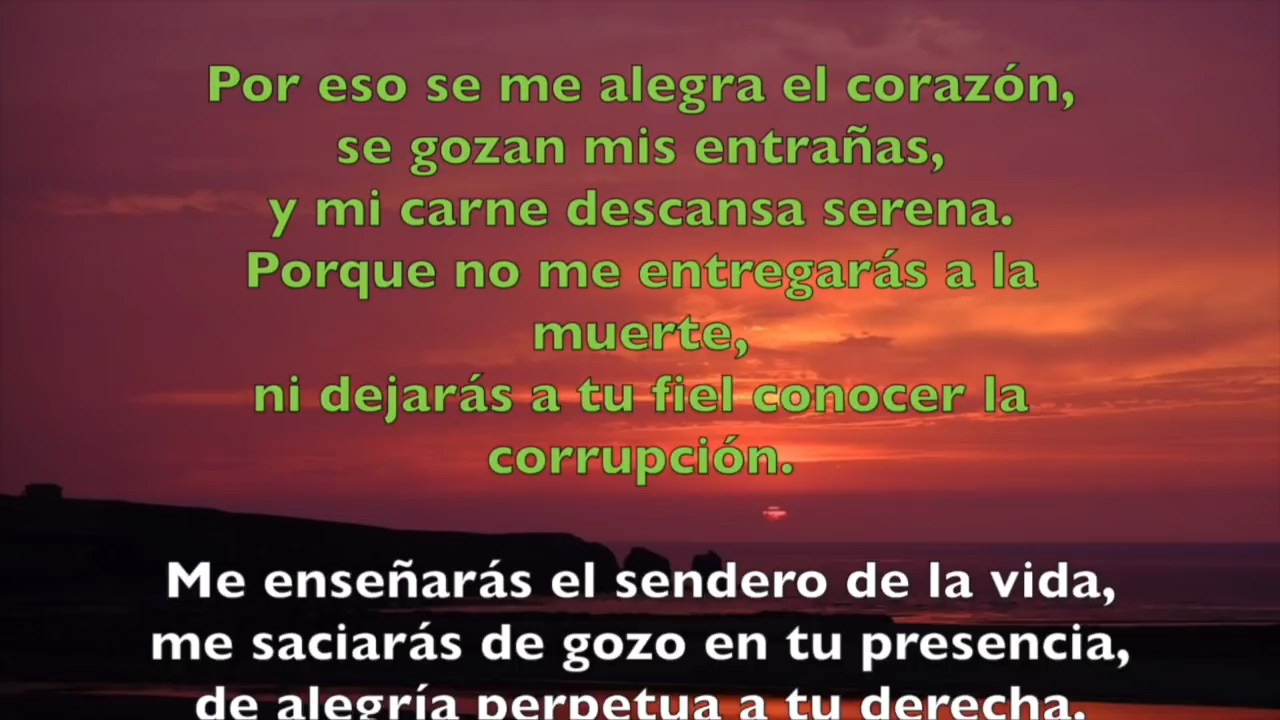 Por eso se me alegra el corazón,
se gozan mis entrañas,
y mi carne descansa serena.
Porque no me entregarás a la
muerte,
ni dejarás a tu fiel conocer la
corrupción.
Me enseñarás el sendero de la vida,
me saciarás de gozo en tu presencia,
de alegría perpetua a tu derecha.